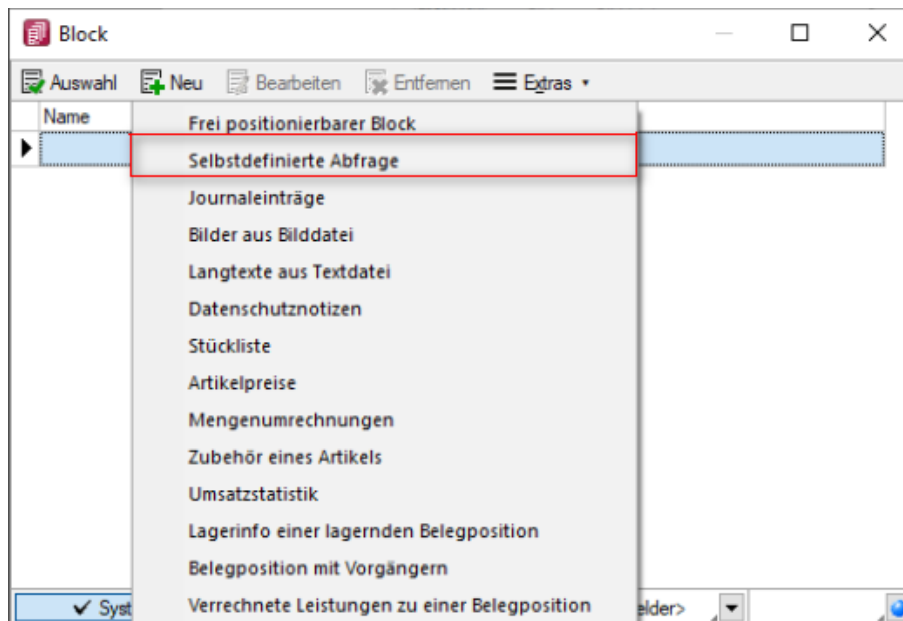 Block
Auswahl Neu Bearbeiten Entfernen Extras
Name
Frei positionierbarer Block
Selbstdefinierte Abfrage
Journaleinträge
Bilder aus Bilddatei
Langtexte aus Textdatei
Datenschutznotizen
Stückliste
Artikelpreise
Mengenumrechnungen
Zubehör eines Artikels
Umsatzstatistik
Lagerinfo einer lagernden Belegposition
Belegposition mit Vorgängern
Syst Verrechnete Leistungen zu einer Belegposition elder>